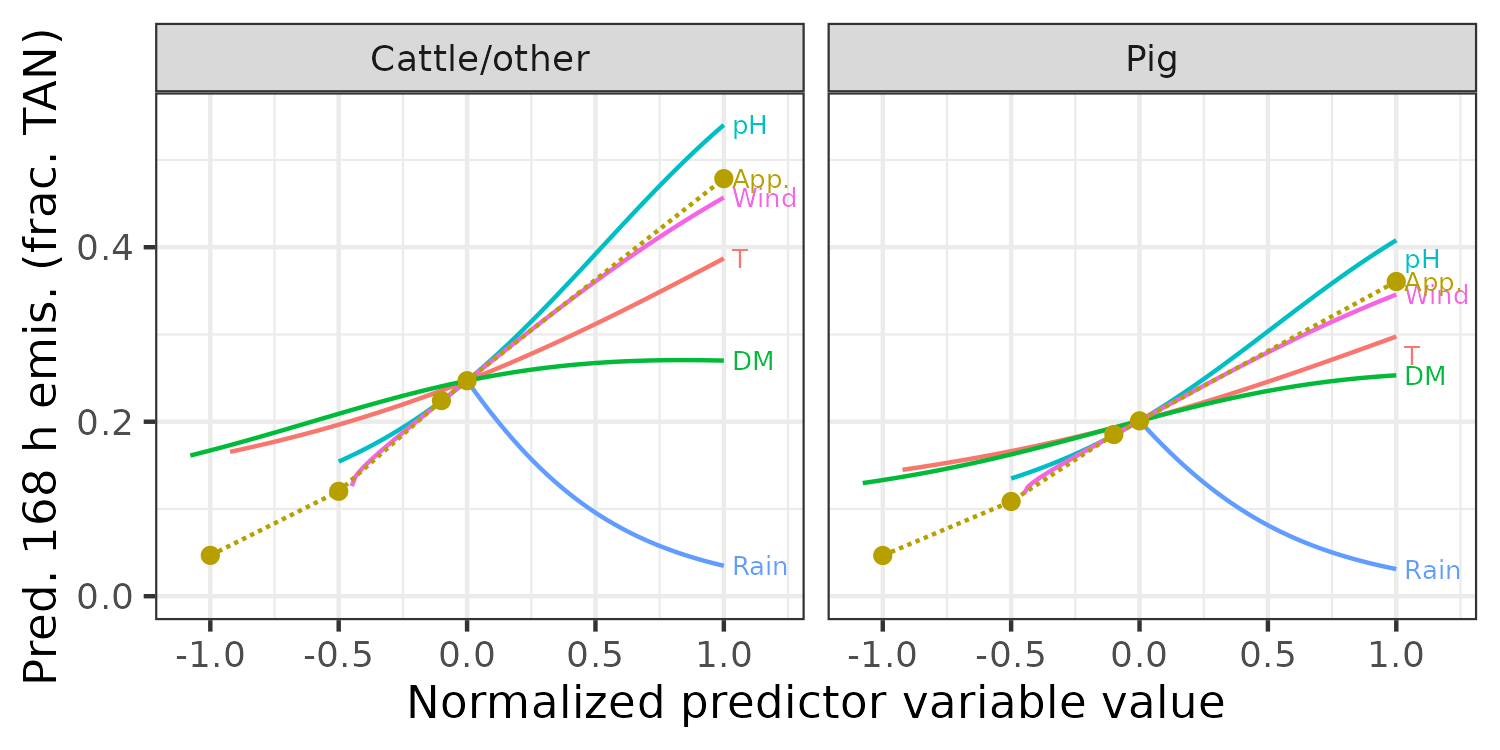 Cattle/other
Pig
Pred. 168 h emis. (frac. TAN)
0.4
0.2
0.0
pH
App.
Wind
T
DM
Rain
pH
App.
Wind
T
DM
Rain
-1.0 -0.5 0.0 0.5 1.0
-1.0 -0.5 0.0 0.5 1.0
Normalized predictor variable value